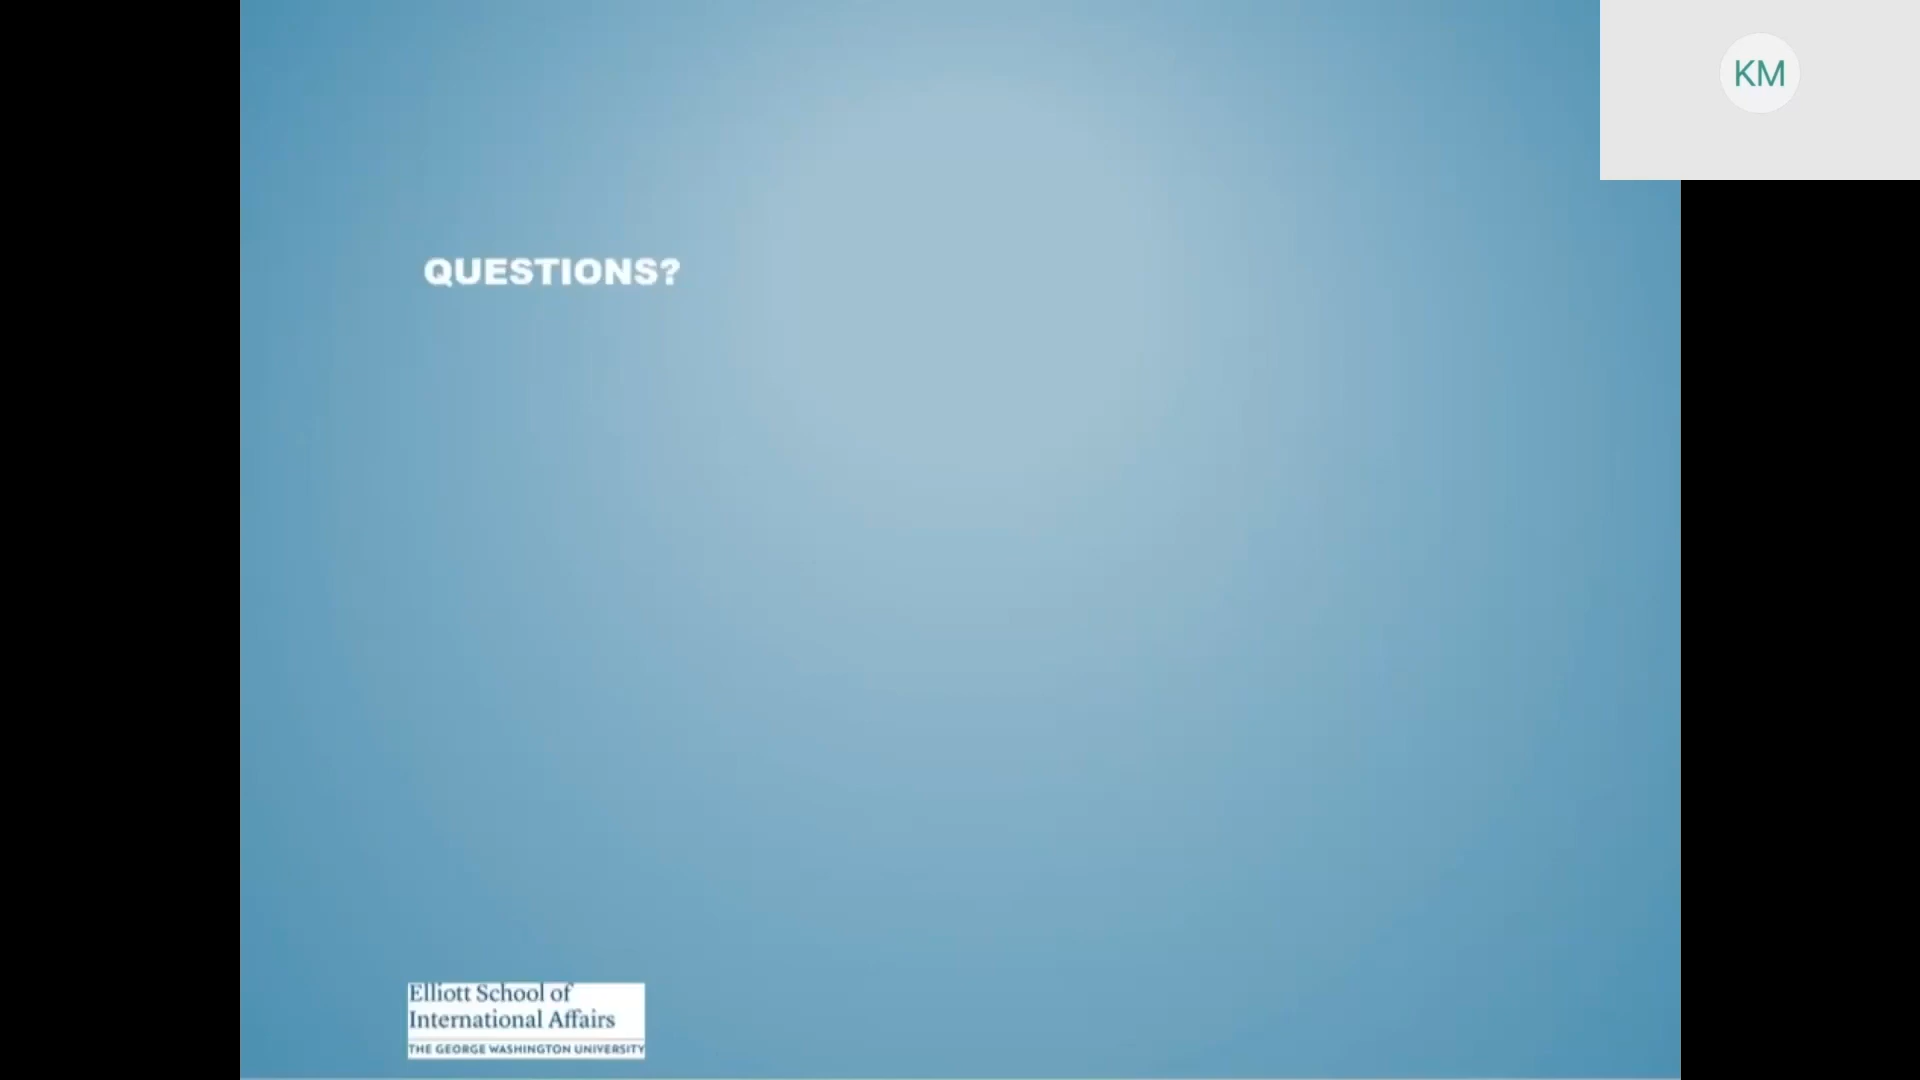 KM
QUESTIONS?
Elliott School of
International Affairs
THE GEORGE WASHINGTON UNIVERSITY